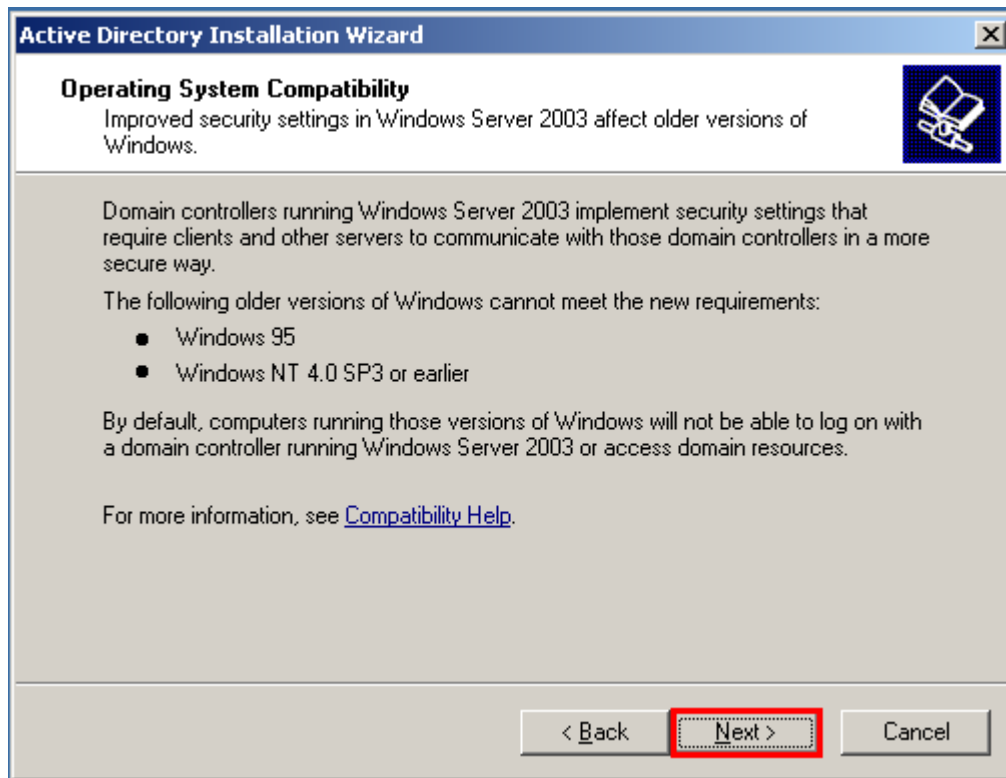 Active Directory Installation Wizard
Operating System Compatibility
Improved security settings in Windows Server 2003 affect older versions of
Windows.
Domain controllers running Windows Server 2003 implement security settings that
require clients and other servers to communicate with those domain controllers in a more
secure way.
The following older versions of Windows cannot meet the new requirements:
● Windows 95
● Windows NT 4.0 SP3 or earlier
By default, computers running those versions of Windows will not be able to log on with
a domain controller running Windows Server 2003 or access domain resources.
For more information, see Compatibility Help.
< Back Next > Cancel